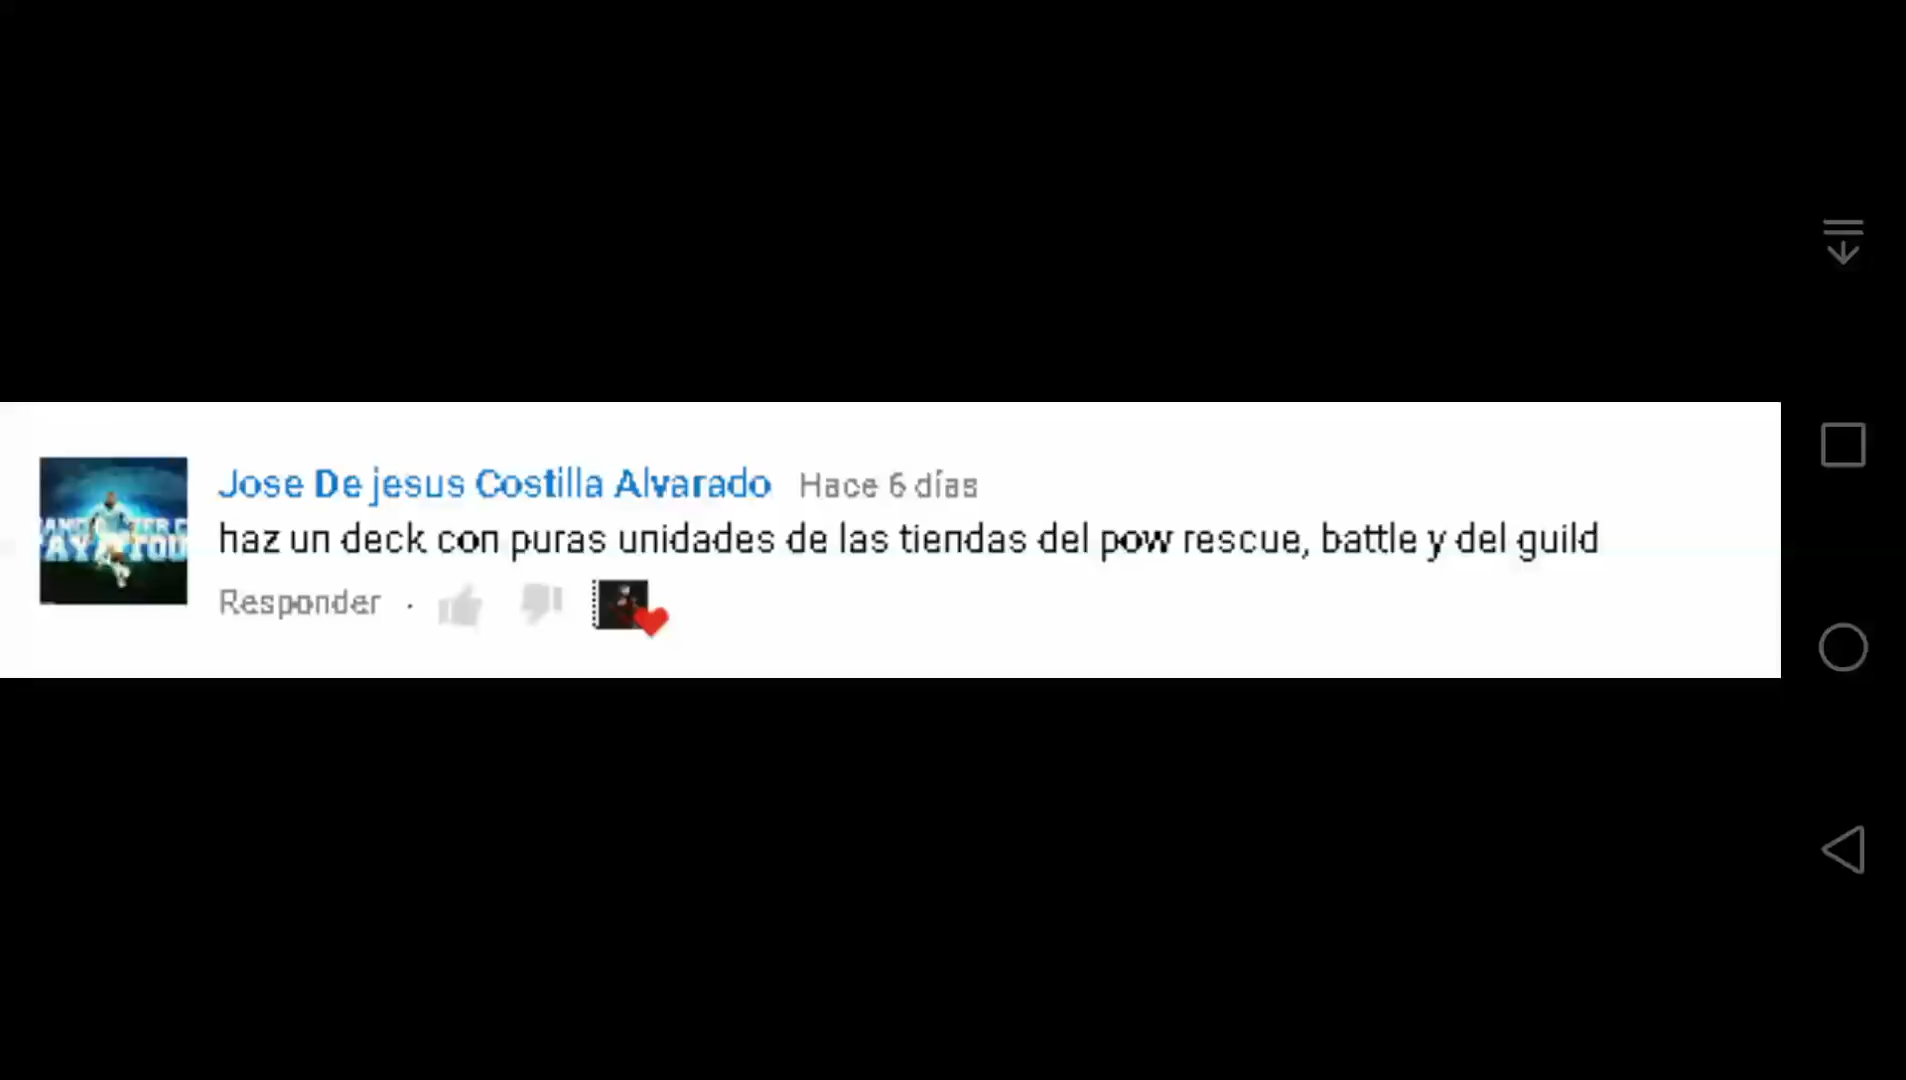 Jose De jesus Costilla Alvarado Hace 6 días
haz un deck con puras unidades de las tiendas del pow rescue, battle y del guild
Responder ·